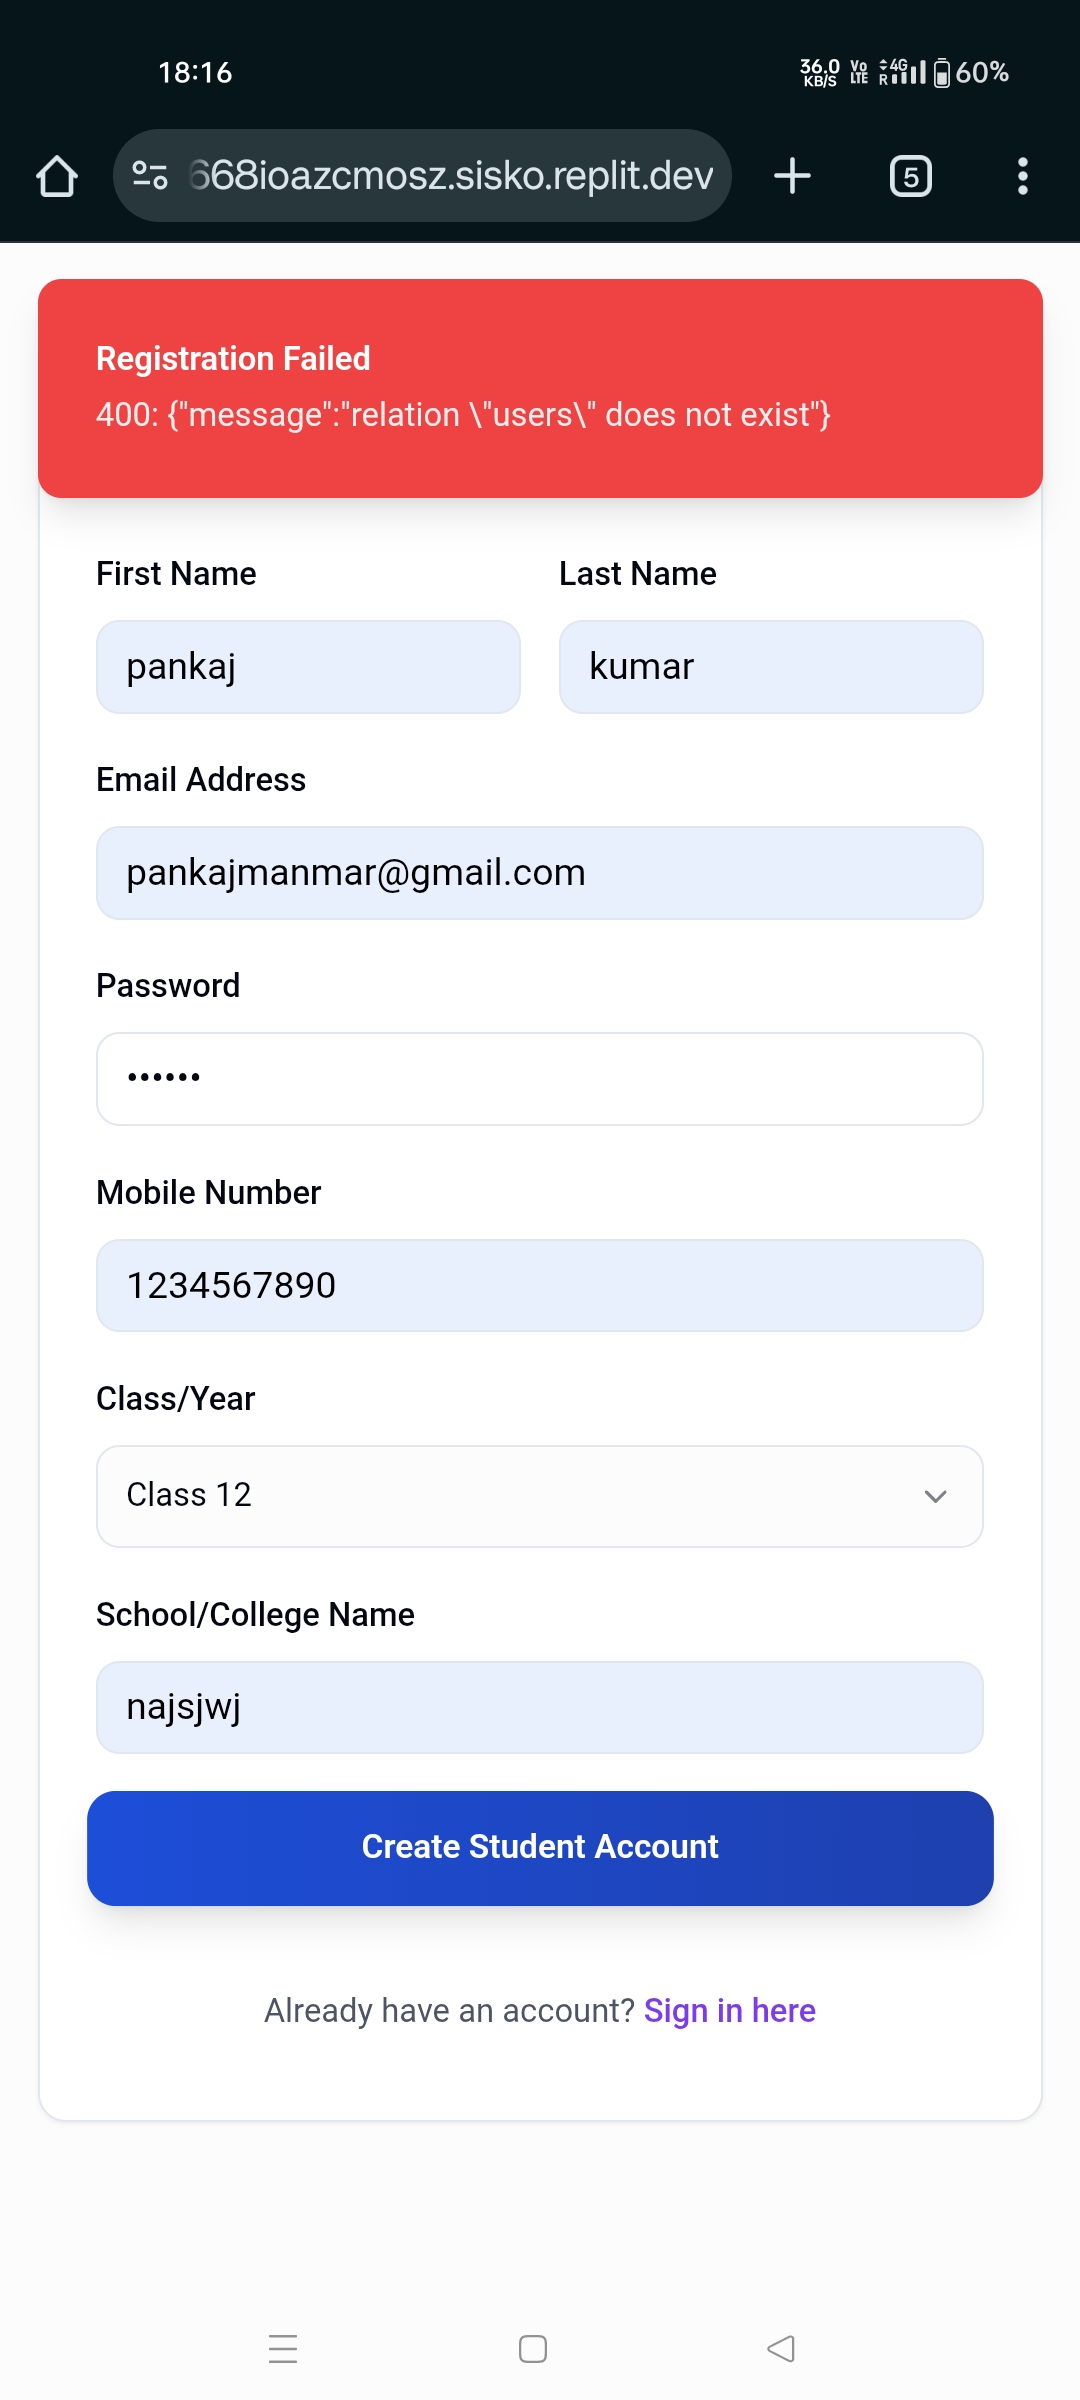 18:16
36.0 KB/S Vo LTE 4G R 60%
668ioazcmosz.sisko.replit.dev
5
Registration Failed
400: {"message":"relation \"users\" does not exist"}
First Name
Last Name
pankaj
kumar
Email Address
pankajmanmar@gmail.com
Password
••••••
Mobile Number
1234567890
Class/Year
Class 12
School/College Name
najsjwj
Create Student Account
Already have an account? Sign in here